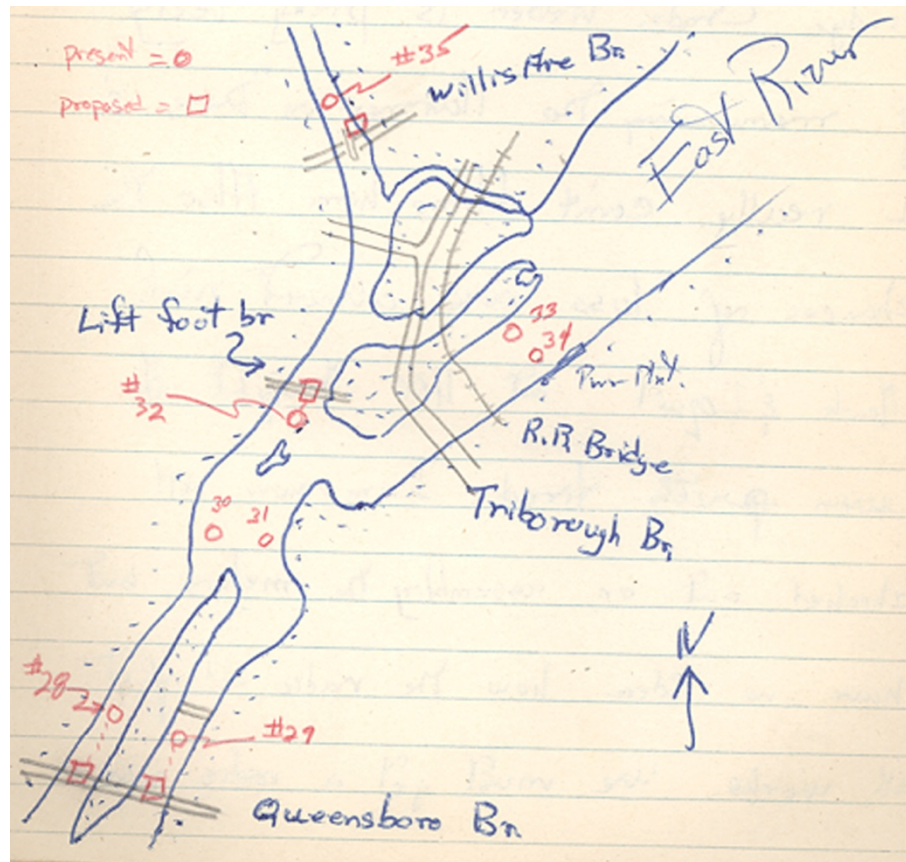 present = o
proposed = □
#35
Willis Ave Br.
East River
Lift foot br
#32
33
34
Pwr Plnt.
R.R. Bridge
Triborough Br.
30
31
N
#28
#29
Queensboro Br.